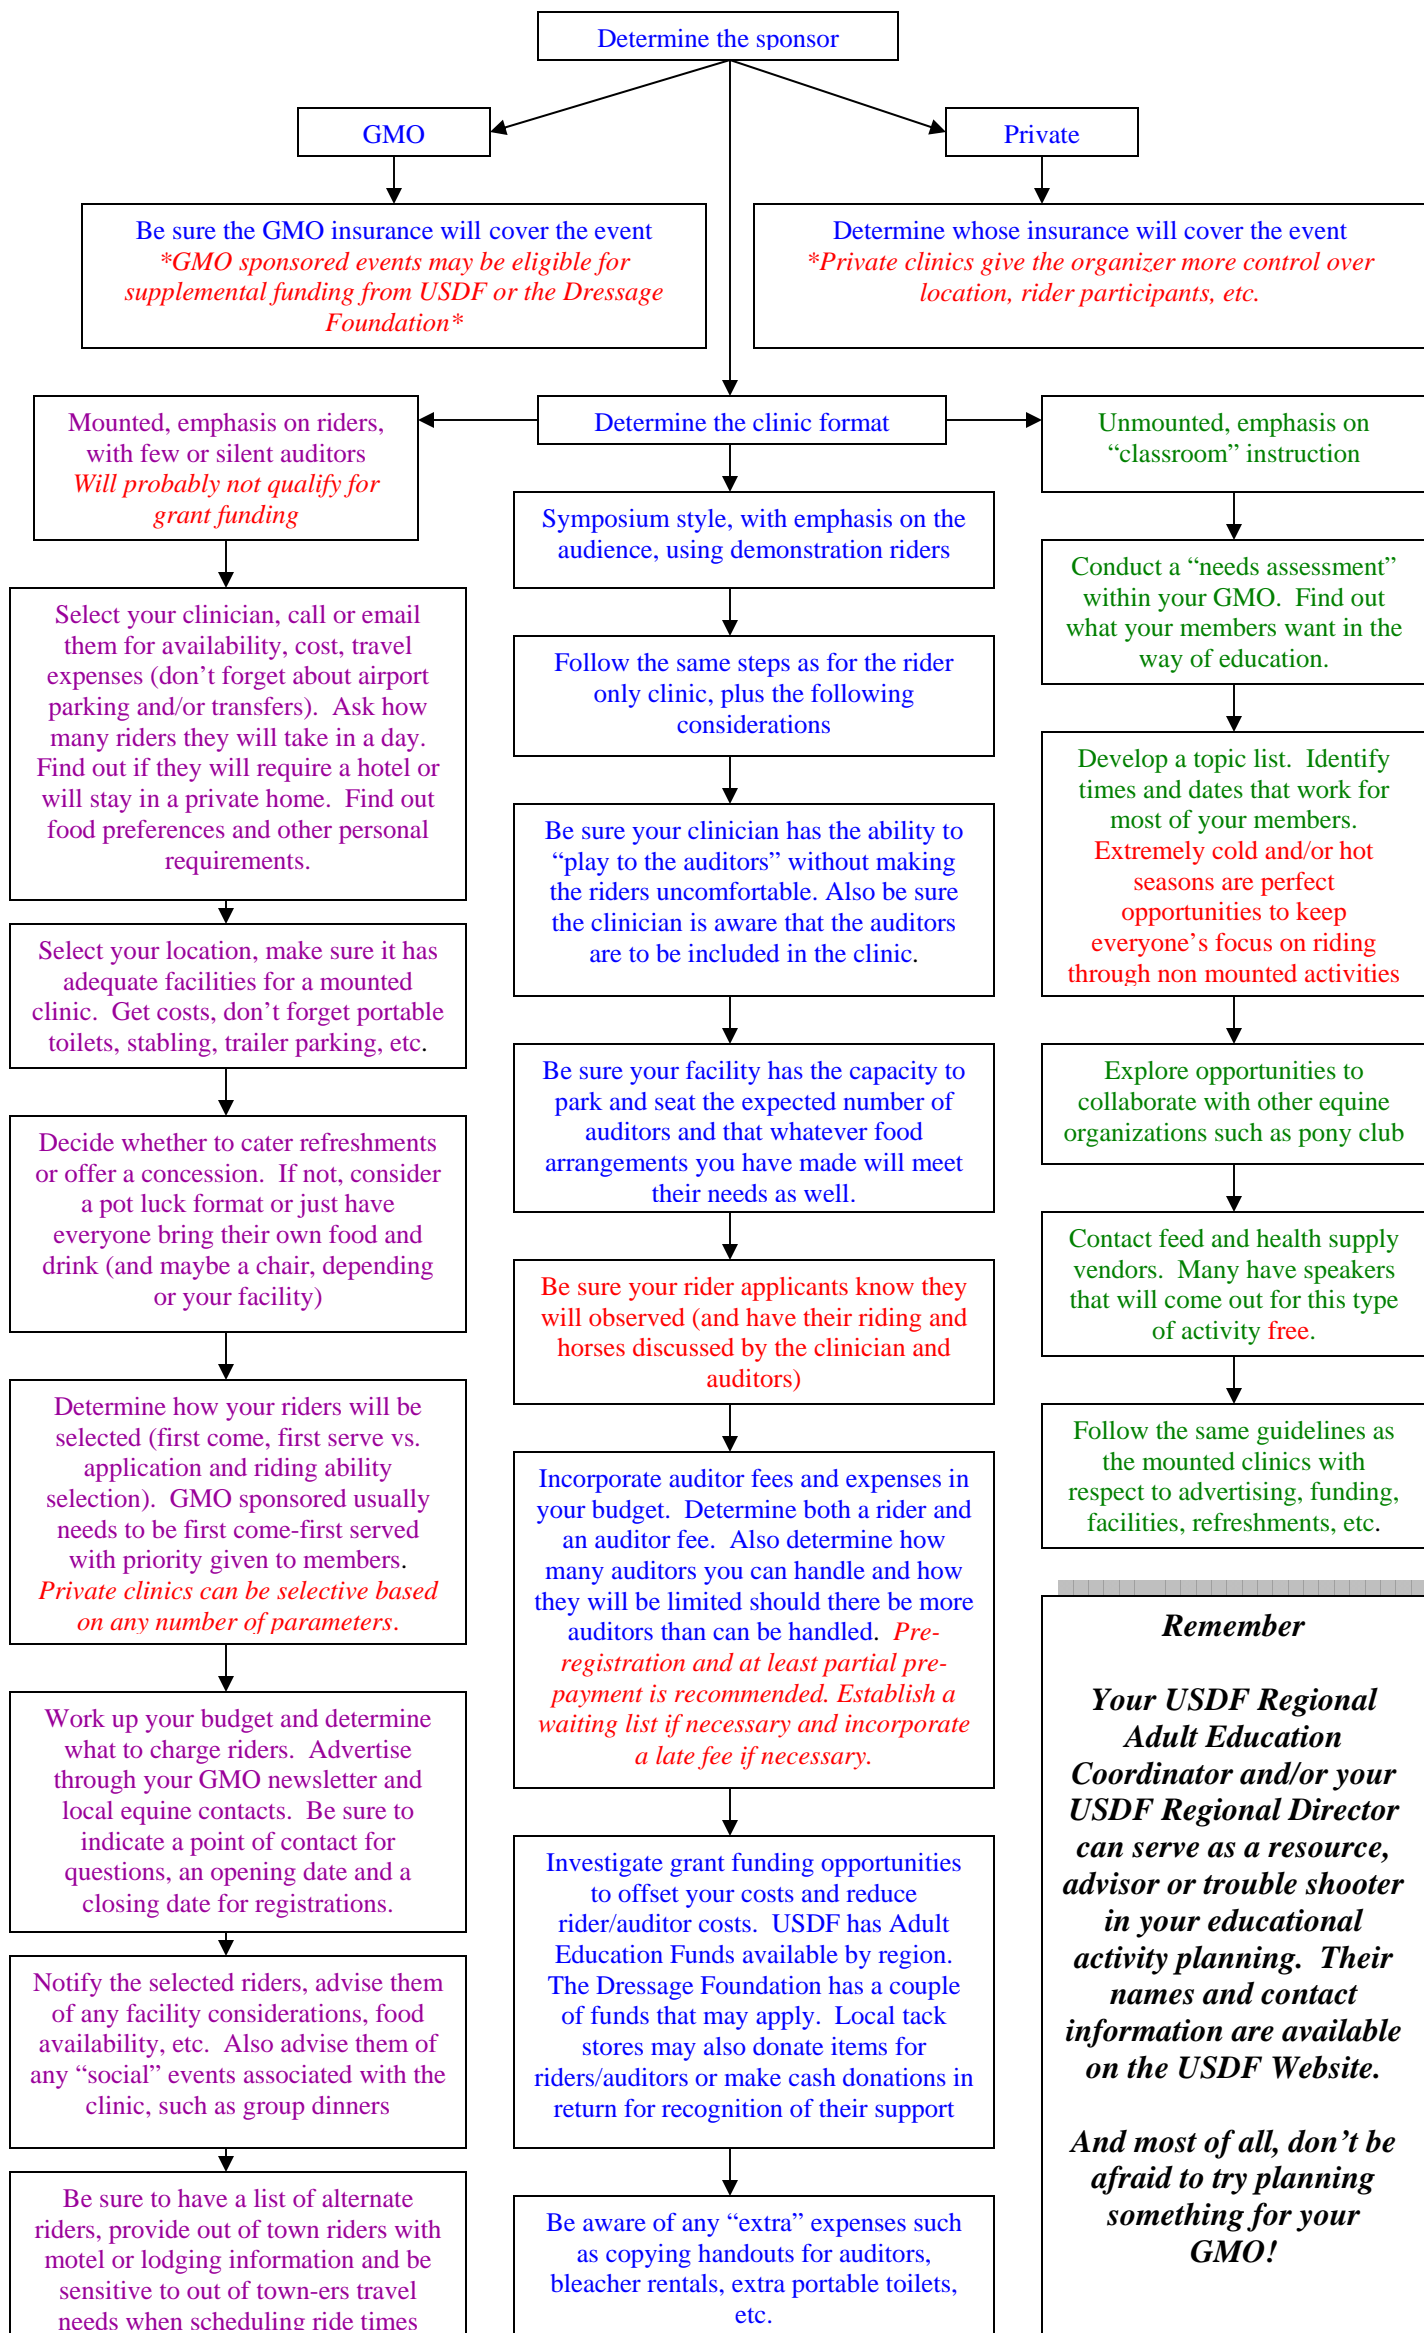 Determine the sponsor
GMO
Private
Be sure the GMO insurance will cover the event
*GMO sponsored events may be eligible for
supplemental funding from USDF or the Dressage
Foundation*
Determine whose insurance will cover the event
*Private clinics give the organizer more control over
location, rider participants, etc.
Determine the clinic format
Mounted, emphasis on riders,
with few or silent auditors
Will probably not qualify for
grant funding
Select your clinician, call or email
them for availability, cost, travel
expenses (don’t forget about airport
parking and/or transfers).  Ask how
many riders they will take in a day.
Find out if they will require a hotel or
will stay in a private home.  Find out
food preferences and other personal
requirements.
Select your location, make sure it has
adequate facilities for a mounted
clinic.  Get costs, don’t forget portable
toilets, stabling, trailer parking, etc.
Decide whether to cater refreshments
or offer a concession.  If not, consider
a pot luck format or just have
everyone bring their own food and
drink (and maybe a chair, depending
or your facility)
Determine how your riders will be
selected (first come, first serve vs.
application and riding ability
selection).  GMO sponsored usually
needs to be first come-first served
with priority given to members.
Private clinics can be selective based
on any number of parameters.
Work up your budget and determine
what to charge riders.  Advertise
through your GMO newsletter and
local equine contacts.  Be sure to
indicate a point of contact for
questions, an opening date and a
closing date for registrations.
Notify the selected riders, advise them
of any facility considerations, food
availability, etc.  Also advise them of
any “social” events associated with the
clinic, such as group dinners
Be sure to have a list of alternate
riders, provide out of town riders with
motel or lodging information and be
sensitive to out of town-ers travel
needs when scheduling ride times
Symposium style, with emphasis on the
audience, using demonstration riders
Follow the same steps as for the rider
only clinic, plus the following
considerations
Be sure your clinician has the ability to
“play to the auditors” without making
the riders uncomfortable. Also be sure
the clinician is aware that the auditors
are to be included in the clinic.
Be sure your facility has the capacity to
park and seat the expected number of
auditors and that whatever food
arrangements you have made will meet
their needs as well.
Be sure your rider applicants know they
will observed (and have their riding and
horses discussed by the clinician and
auditors)
Incorporate auditor fees and expenses in
your budget.  Determine both a rider and
an auditor fee.  Also determine how
many auditors you can handle and how
they will be limited should there be more
auditors than can be handled.  Pre-
registration and at least partial pre-
payment is recommended. Establish a
waiting list if necessary and incorporate
a late fee if necessary.
Investigate grant funding opportunities
to offset your costs and reduce
rider/auditor costs.  USDF has Adult
Education Funds available by region.
The Dressage Foundation has a couple
of funds that may apply.  Local tack
stores may also donate items for
riders/auditors or make cash donations in
return for recognition of their support
Be aware of any “extra” expenses such
as copying handouts for auditors,
bleacher rentals, extra portable toilets,
etc.
Unmounted, emphasis on
“classroom” instruction
Conduct a “needs assessment”
within your GMO.  Find out
what your members want in the
way of education.
Develop a topic list.  Identify
times and dates that work for
most of your members.
Extremely cold and/or hot
seasons are perfect
opportunities to keep
everyone’s focus on riding
through non mounted activities
Explore opportunities to
collaborate with other equine
organizations such as pony club
Contact feed and health supply
vendors.  Many have speakers
that will come out for this type
of activity free.
Follow the same guidelines as
the mounted clinics with
respect to advertising, funding,
facilities, refreshments, etc.
Remember
Your USDF Regional
Adult Education
Coordinator and/or your
USDF Regional Director
can serve as a resource,
advisor or trouble shooter
in your educational
activity planning.  Their
names and contact
information are available
on the USDF Website.
And most of all, don’t be
afraid to try planning
something for your
GMO!